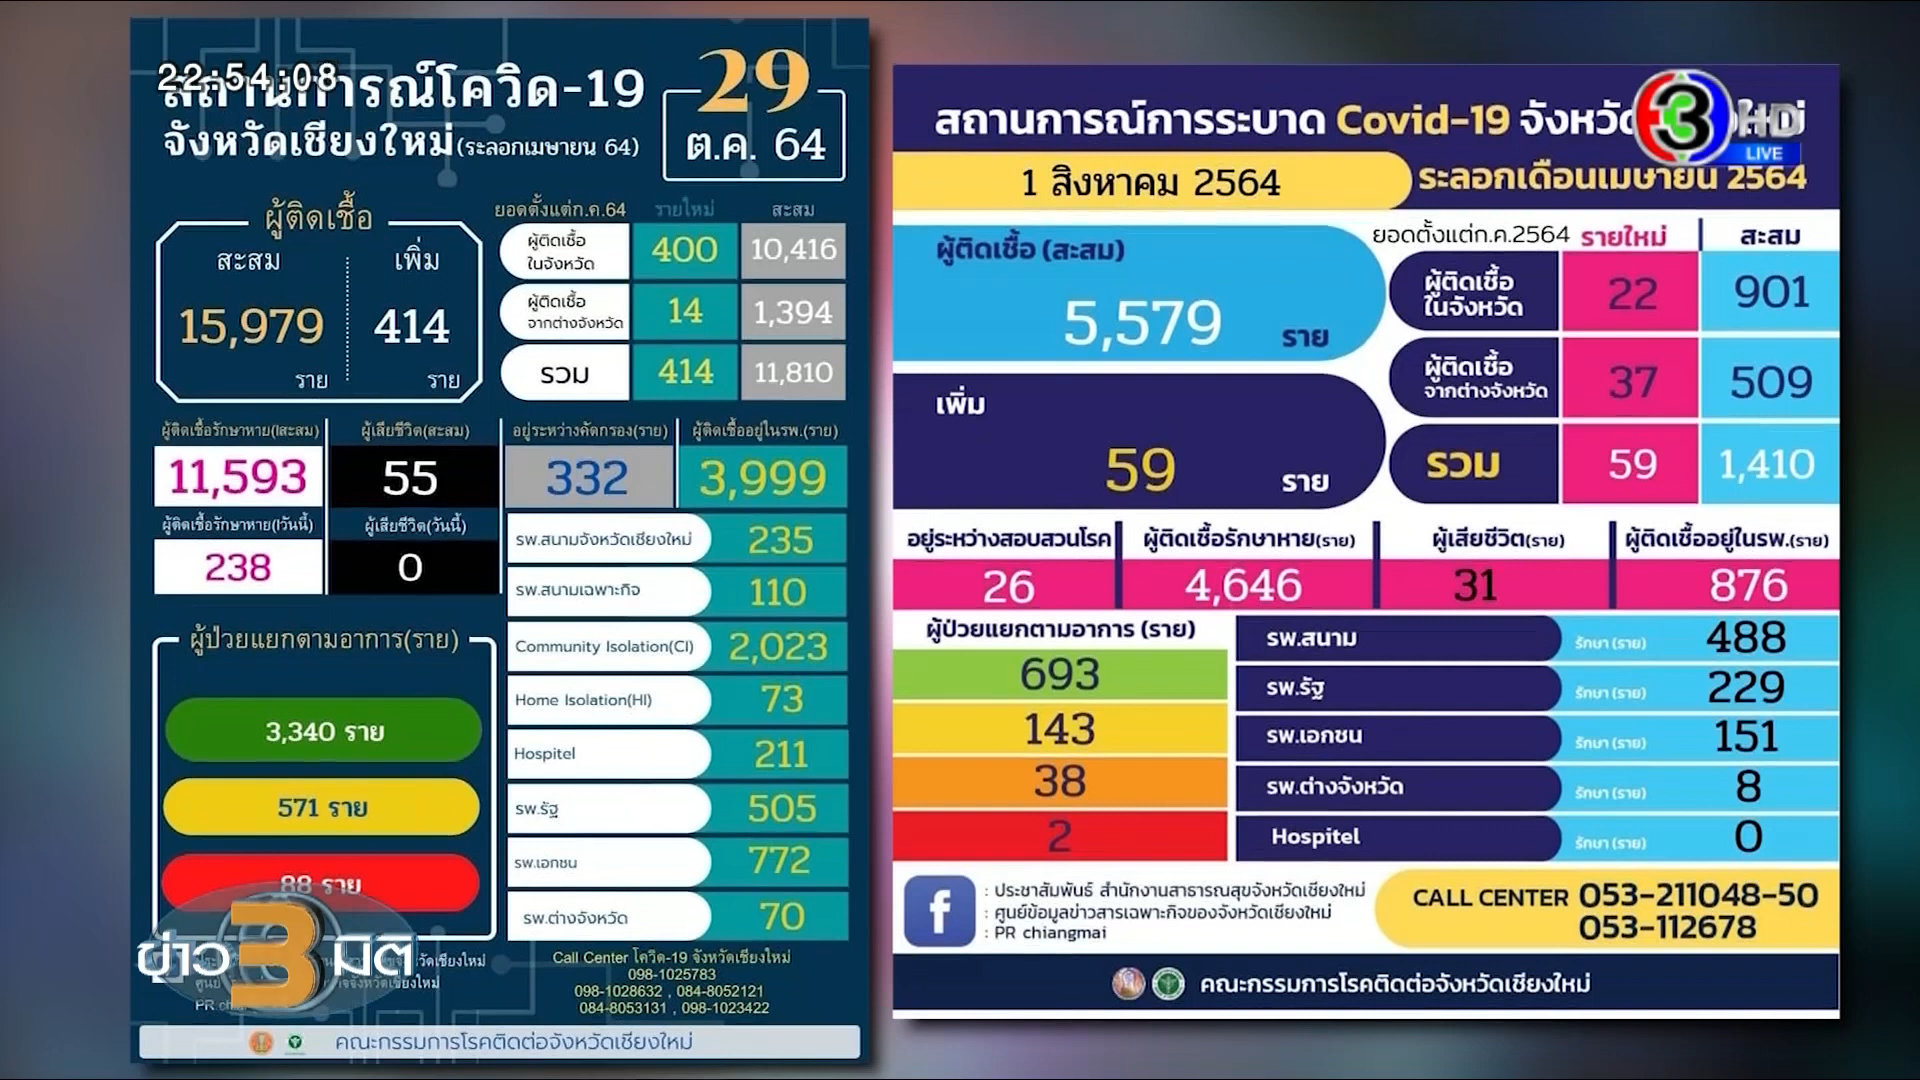 22:54:08
สถานการณ์โควิด-19
จังหวัดเชียงใหม่(ระลอกเมษายน 64)
29
ต.ค. 64
ผู้ติดเชื้อ
สะสม เพิ่ม
15,979 414
ราย ราย
ยอดตั้งแต่ก.ค.64 รายใหม่ สะสม
ผู้ติดเชื้อ
ในจังหวัด 400 10,416
ผู้ติดเชื้อ
จากต่างจังหวัด 14 1,394
รวม 414 11,810
ผู้ติดเชื้อรักษาหาย(สะสม) ผู้เสียชีวิต(สะสม) อยู่ระหว่างคัดกรอง(ราย) ผู้ติดเชื้ออยู่ในรพ.(ราย)
11,593 55 332 3,999
ผู้ติดเชื้อรักษาหาย(วันนี้) ผู้เสียชีวิต(วันนี้)
238 0
รพ.สนามจังหวัดเชียงใหม่ 235
รพ.สนามเฉพาะกิจ 110
Community Isolation(CI) 2,023
Home Isolation(HI) 73
Hospitel 211
รพ.รัฐ 505
รพ.เอกชน 772
รพ.ต่างจังหวัด 70
ผู้ป่วยแยกตามอาการ(ราย)
3,340 ราย
571 ราย
88 ราย
ข่าว 3 มิติ
PR
Call Center โควิด-19 จังหวัดเชียงใหม่
098-1025783
098-1028632 , 084-8052121
084-8053131 , 098-1023422
คณะกรรมการโรคติดต่อจังหวัดเชียงใหม่
สถานการณ์การระบาด Covid-19
3 HD
LIVE
1 สิงหาคม 2564 ระลอกเดือนเมษายน 2564
ผู้ติดเชื้อ (สะสม)
5,579 ราย
เพิ่ม
59 ราย
ยอดตั้งแต่ก.ค.2564 รายใหม่ สะสม
ผู้ติดเชื้อ
ในจังหวัด 22 901
ผู้ติดเชื้อ
จากต่างจังหวัด 37 509
รวม 59 1,410
อยู่ระหว่างสอบสวนโรค ผู้ติดเชื้อรักษาหาย(ราย) ผู้เสียชีวิต(ราย) ผู้ติดเชื้ออยู่ในรพ.(ราย)
26 4,646 31 876
ผู้ป่วยแยกตามอาการ (ราย)
693
143
38
2
รพ.สนาม รักษา (ราย) 488
รพ.รัฐ รักษา (ราย) 229
รพ.เอกชน รักษา (ราย) 151
รพ.ต่างจังหวัด รักษา (ราย) 8
Hospitel รักษา (ราย) 0
f
: ประชาสัมพันธ์ สำนักงานสาธารณสุขจังหวัดเชียงใหม่
: ศูนย์ข้อมูลข่าวสารเฉพาะกิจของจังหวัดเชียงใหม่
: PR chiangmai
CALL CENTER 053-211048-50
053-112678
คณะกรรมการโรคติดต่อจังหวัดเชียงใหม่